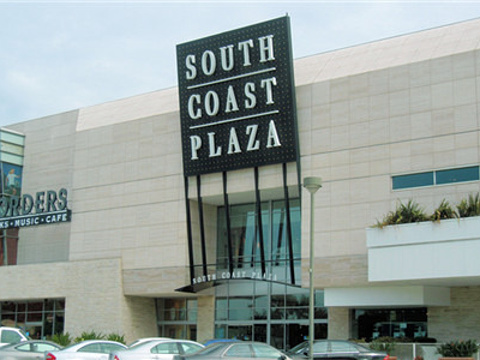 SOUTH
COAST
PLAZA
ORDERS
KS • MUSIC • CAFE
SOUTH COAST PLAZA